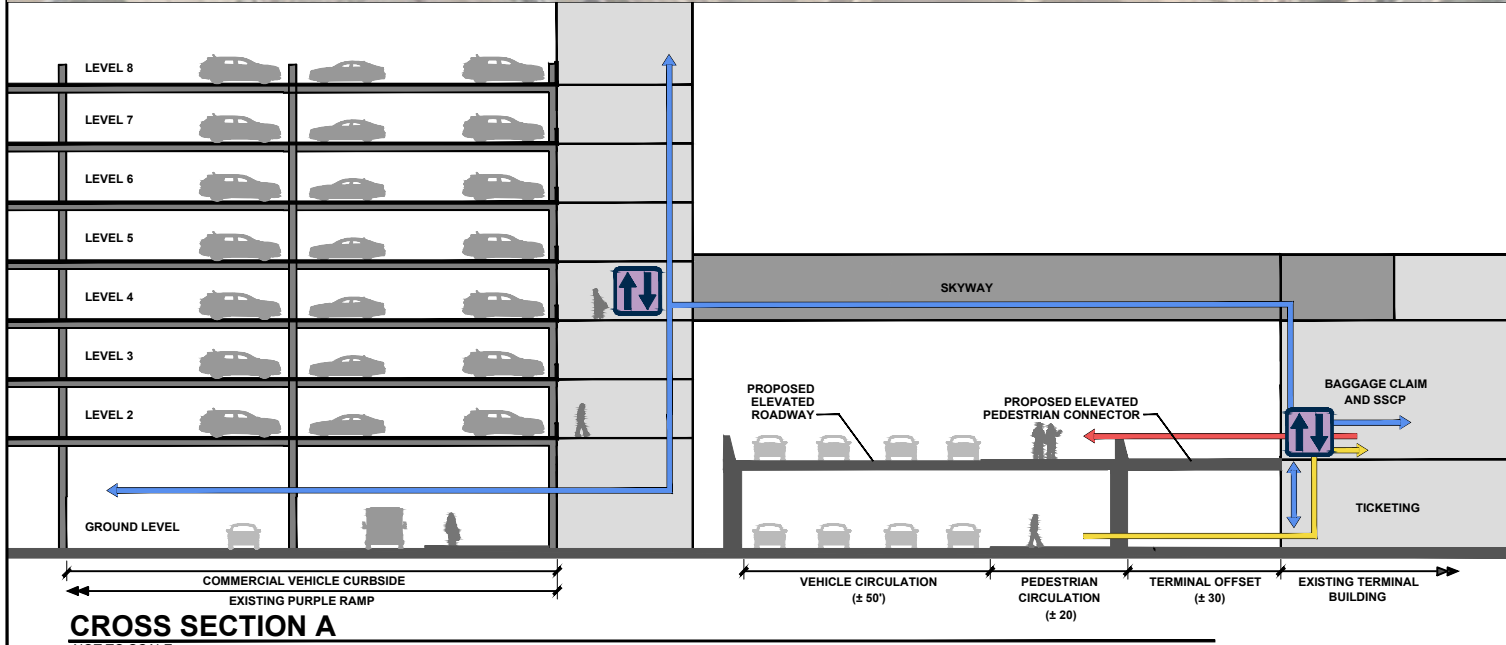 LEVEL 8
LEVEL 7
LEVEL 6
LEVEL 5
LEVEL 4
LEVEL 3
LEVEL 2
GROUND LEVEL
SKYWAY
PROPOSED
ELEVATED
ROADWAY
PROPOSED ELEVATED
PEDESTRIAN CONNECTOR
BAGGAGE CLAIM
AND SSCP
TICKETING
COMMERCIAL VEHICLE CURBSIDE
EXISTING PURPLE RAMP
VEHICLE CIRCULATION
(± 50')
PEDESTRIAN
CIRCULATION
(± 20)
TERMINAL OFFSET
(± 30)
EXISTING TERMINAL
BUILDING
CROSS SECTION A